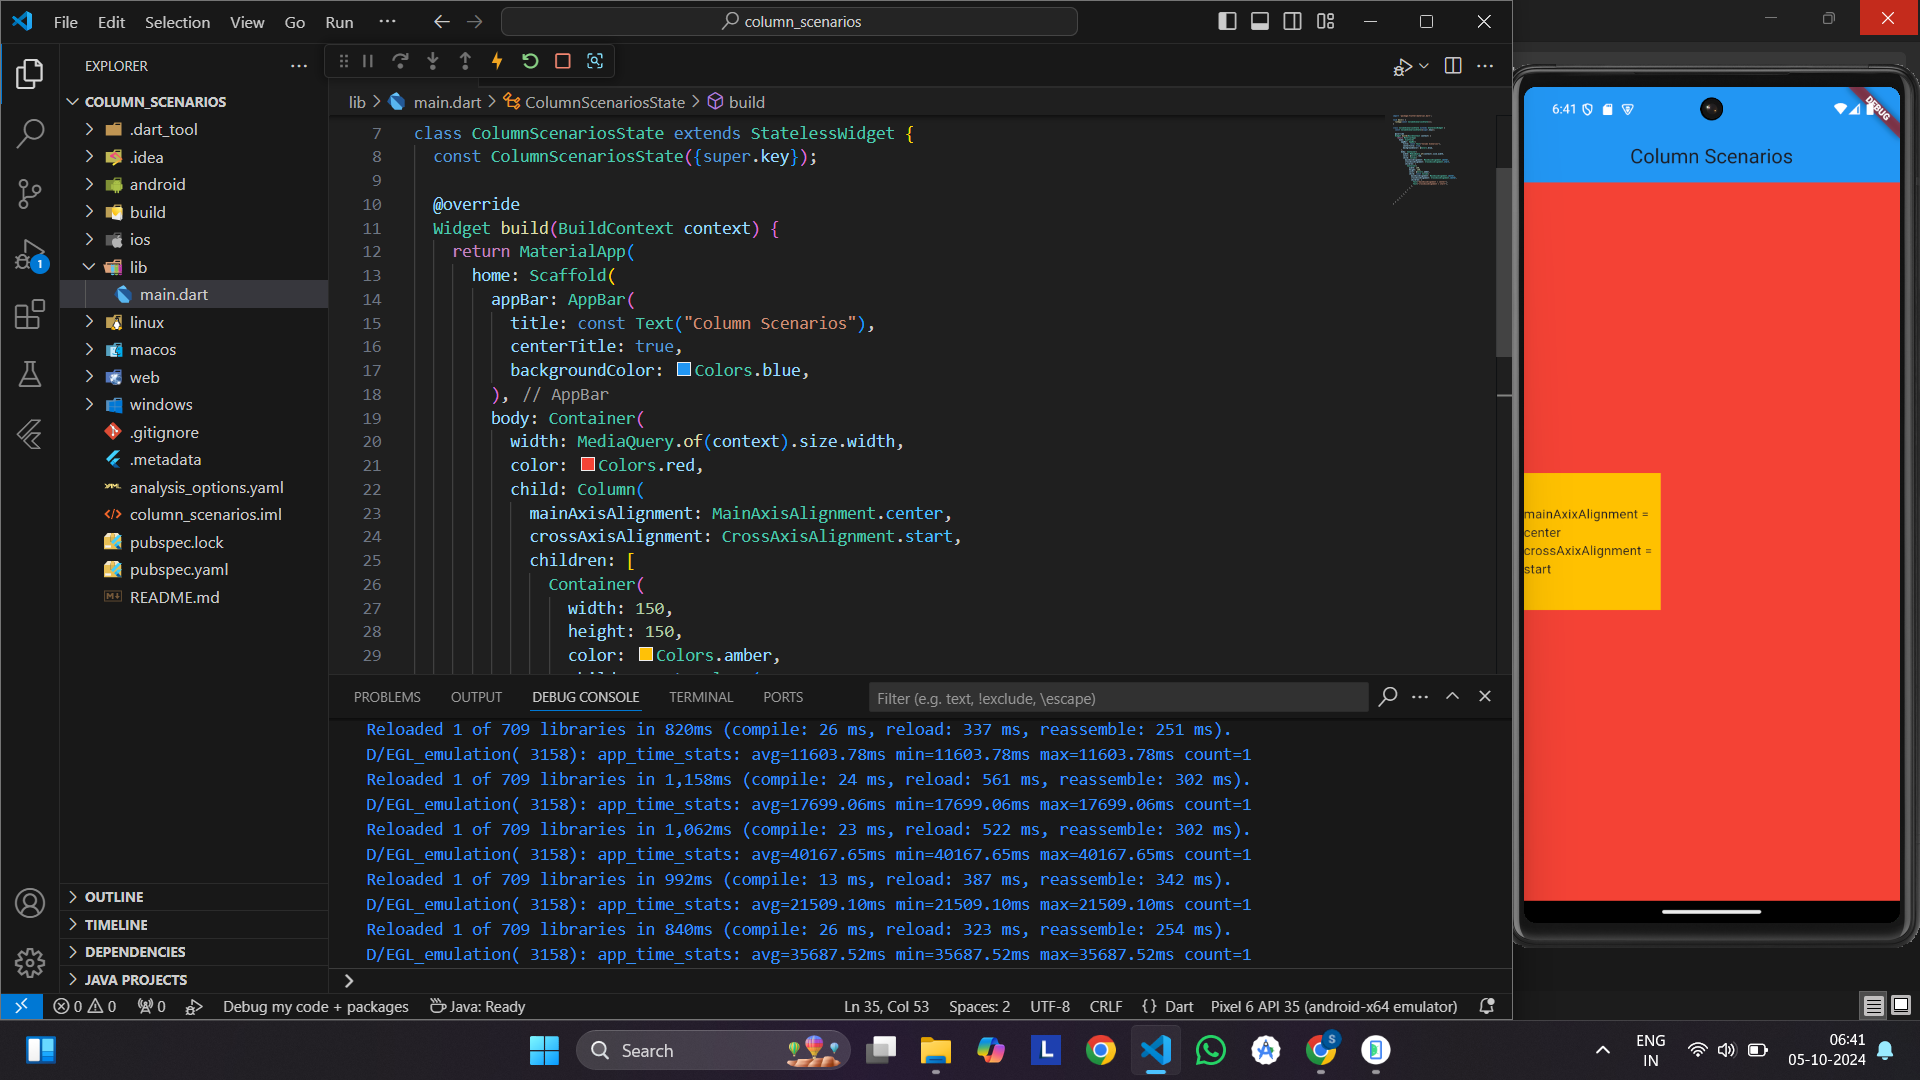 File Edit Selection View Go Run ···
column_scenarios
EXPLORER
COLUMN_SCENARIOS
.dart_tool
.idea
android
build
ios
lib
main.dart
linux
macos
web
windows
.gitignore
.metadata
analysis_options.yaml
column_scenarios.iml
pubspec.lock
pubspec.yaml
README.md
OUTLINE
TIMELINE
DEPENDENCIES
JAVA PROJECTS
1
lib > main.dart > ColumnScenariosState > build
7 class ColumnScenariosState extends StatelessWidget {
8 const ColumnScenariosState({super.key});
9
10 @override
11 Widget build(BuildContext context) {
12 return MaterialApp(
13 home: Scaffold(
14 appBar: AppBar(
15 title: const Text("Column Scenarios"),
16 centerTitle: true,
17 backgroundColor: Colors.blue,
18 ), // AppBar
19 body: Container(
20 width: MediaQuery.of(context).size.width,
21 color: Colors.red,
22 child: Column(
23 mainAxisAlignment: MainAxisAlignment.center,
24 crossAxisAlignment: CrossAxisAlignment.start,
25 children: [
26 Container(
27 width: 150,
28 height: 150,
29 color: Colors.amber,
PROBLEMS OUTPUT DEBUG CONSOLE TERMINAL PORTS
Filter (e.g. text, !exclude, \escape)
Reloaded 1 of 709 libraries in 820ms (compile: 26 ms, reload: 337 ms, reassemble: 251 ms).
D/EGL_emulation( 3158): app_time_stats: avg=11603.78ms min=11603.78ms max=11603.78ms count=1
Reloaded 1 of 709 libraries in 1,158ms (compile: 24 ms, reload: 561 ms, reassemble: 302 ms).
D/EGL_emulation( 3158): app_time_stats: avg=17699.06ms min=17699.06ms max=17699.06ms count=1
Reloaded 1 of 709 libraries in 1,062ms (compile: 23 ms, reload: 522 ms, reassemble: 302 ms).
D/EGL_emulation( 3158): app_time_stats: avg=40167.65ms min=40167.65ms max=40167.65ms count=1
Reloaded 1 of 709 libraries in 992ms (compile: 13 ms, reload: 387 ms, reassemble: 342 ms).
D/EGL_emulation( 3158): app_time_stats: avg=21509.10ms min=21509.10ms max=21509.10ms count=1
Reloaded 1 of 709 libraries in 840ms (compile: 26 ms, reload: 323 ms, reassemble: 254 ms).
D/EGL_emulation( 3158): app_time_stats: avg=35687.52ms min=35687.52ms max=35687.52ms count=1
0 0 0 Debug my code + packages Java: Ready Ln 35, Col 53 Spaces: 2 UTF-8 CRLF {} Dart Pixel 6 API 35 (android-x64 emulator)
6:41
DEBUG
Column Scenarios
mainAxixAlignment =
center
crossAxixAlignment =
start
Search
L
S
ENG
IN
06:41
05-10-2024